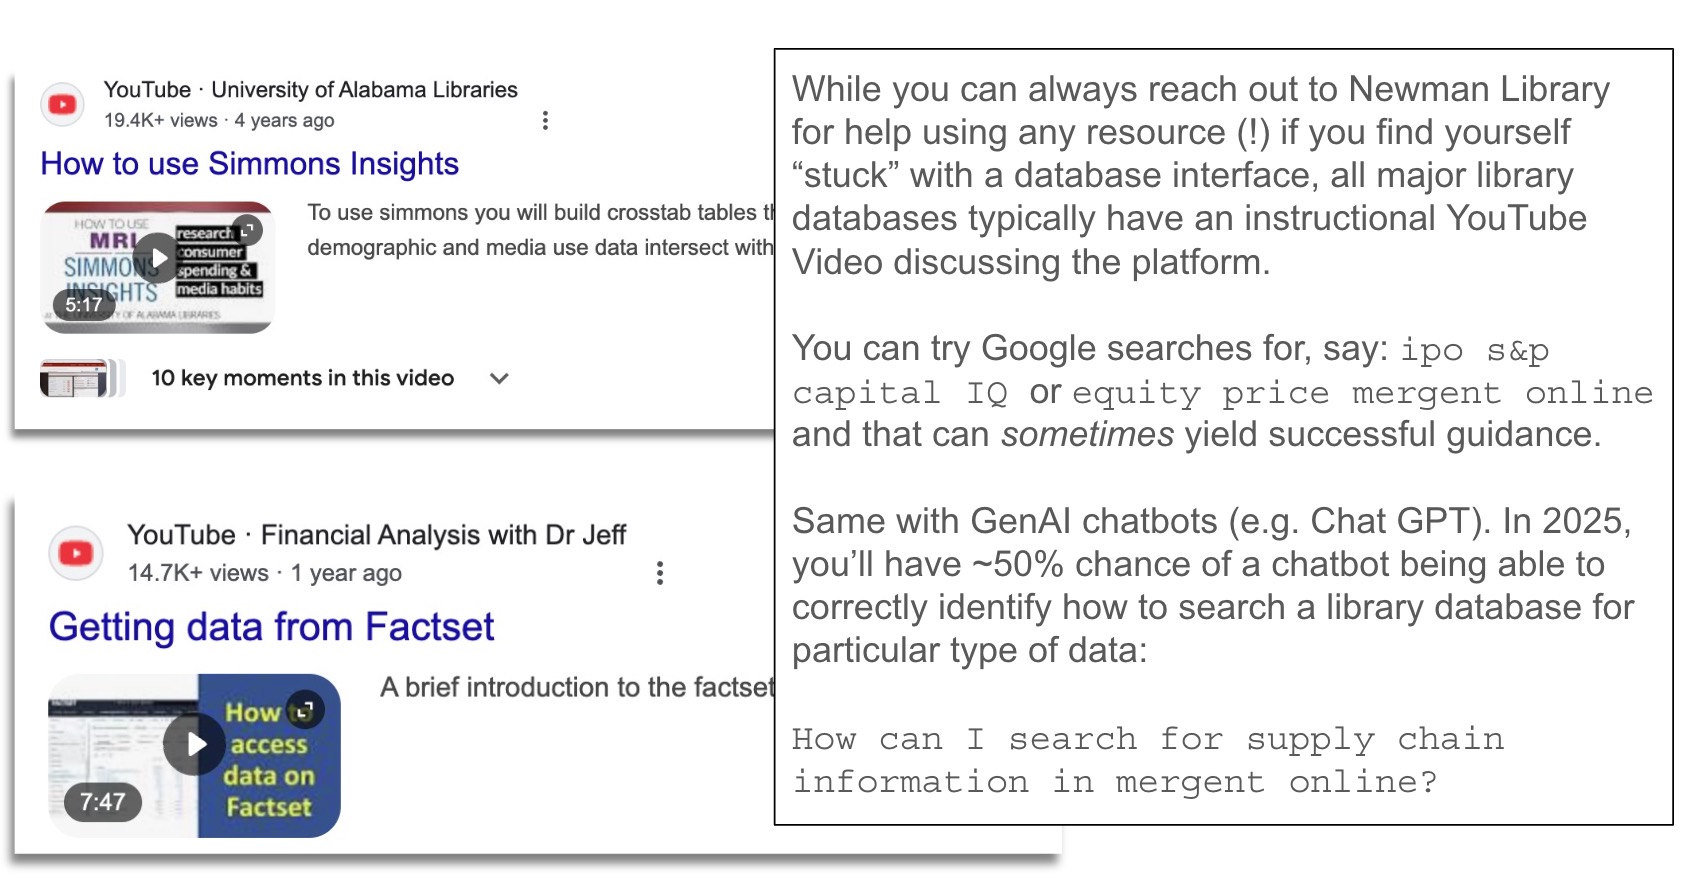 YouTube · University of Alabama Libraries
19.4K+ views · 4 years ago
How to use Simmons Insights
HOW TO USE
MRI
SIMMONS
INSIGHTS
research
consumer
spending &
media habits
5:17
OF ALABAMA LIBRARIES
To use simmons you will build crosstab tables
demographic and media use data intersect with
10 key moments in this video
YouTube · Financial Analysis with Dr Jeff
14.7K+ views · 1 year ago
Getting data from Factset
How to
access
data on
Factset
7:47
A brief introduction to the factset
While you can always reach out to Newman Library
for help using any resource (!) if you find yourself
“stuck” with a database interface, all major library
databases typically have an instructional YouTube
Video discussing the platform.
You can try Google searches for, say: ipo s&p
capital IQ or equity price mergent online
and that can sometimes yield successful guidance.
Same with GenAI chatbots (e.g. Chat GPT). In 2025,
you’ll have ~50% chance of a chatbot being able to
correctly identify how to search a library database for
particular type of data:
How can I search for supply chain
information in mergent online?